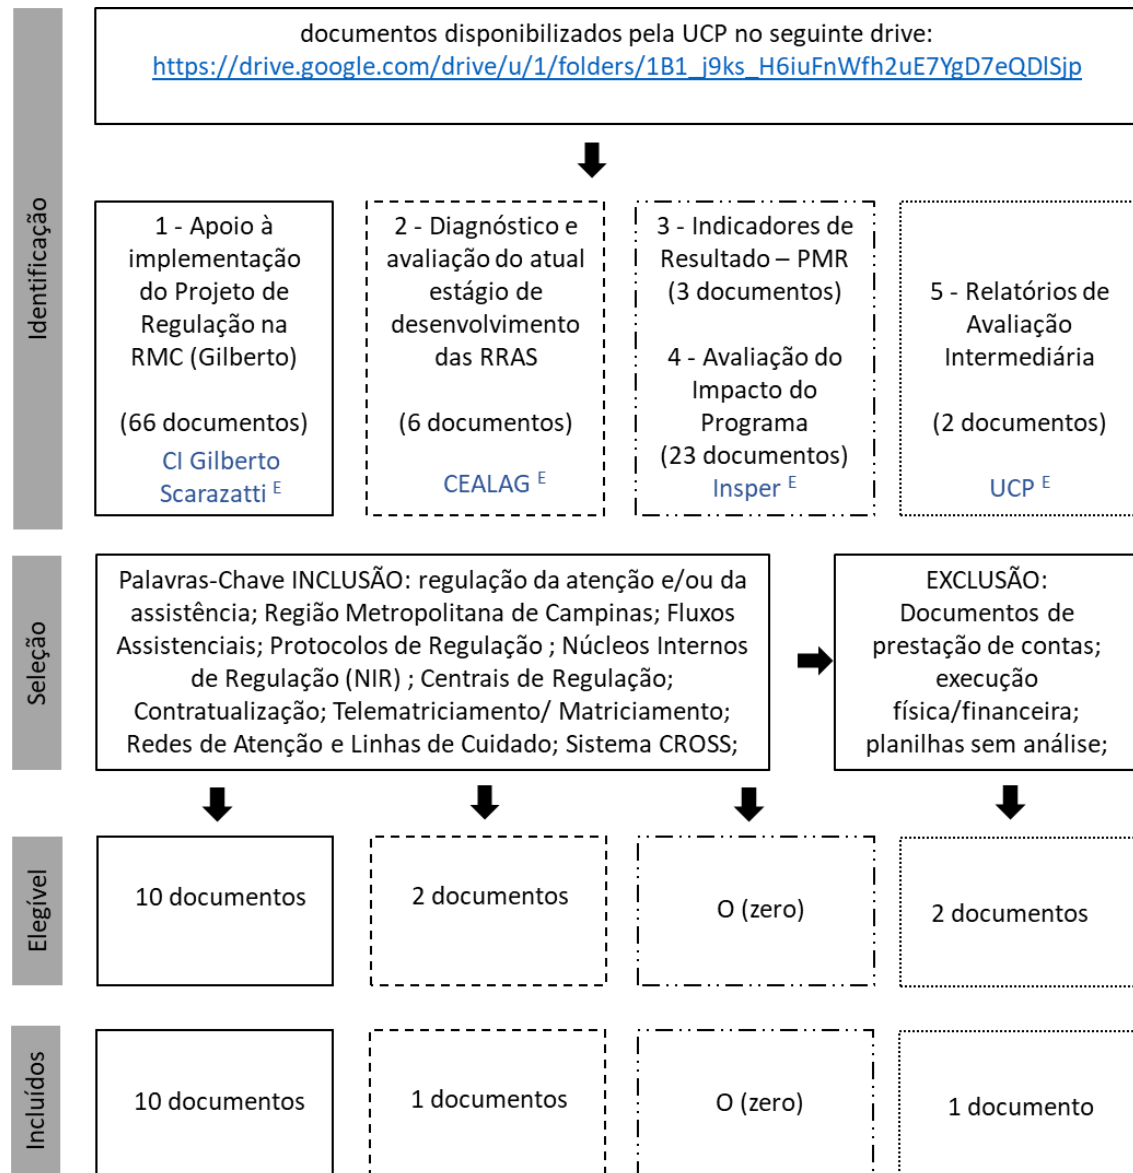 documentos disponibilizados pela UCP no seguinte drive:
https://drive.google.com/drive/u/1/folders/1B1_j9ks_H6iuFnWfh2uE7YgD7eQDlSjp
Identificação
1 - Apoio à
implementação
do Projeto de
Regulação na
RMC (Gilberto)
(66 documentos)
CI Gilberto
Scarazatti E
2 - Diagnóstico e
avaliação do atual
estágio de
desenvolvimento
das RRAS
(6 documentos)
CEALAG E
3 - Indicadores de
Resultado – PMR
(3 documentos)
4 - Avaliação do
Impacto do
Programa
(23 documentos)
Insper E
5 - Relatórios de
Avaliação
Intermediária
(2 documentos)
UCP E
Seleção
Palavras-Chave INCLUSÃO: regulação da atenção e/ou da
assistência; Região Metropolitana de Campinas; Fluxos
Assistenciais; Protocolos de Regulação ; Núcleos Internos
de Regulação (NIR) ; Centrais de Regulação;
Contratualização; Telematriciamento/ Matriciamento;
Redes de Atenção e Linhas de Cuidado; Sistema CROSS;
EXCLUSÃO:
Documentos de
prestação de contas;
execução
física/financeira;
planilhas sem análise;
Elegível
10 documentos
2 documentos
O (zero)
2 documentos
Incluídos
10 documentos
1 documentos
O (zero)
1 documento